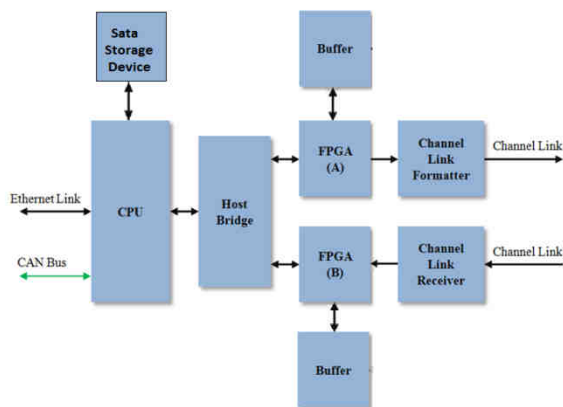 Sata
Storage
Device
Buffer
FPGA
(A)
Channel
Link
Formatter
Channel Link
Ethernet Link
CPU
Host
Bridge
CAN Bus
FPGA
(B)
Channel
Link
Receiver
Channel Link
Buffer